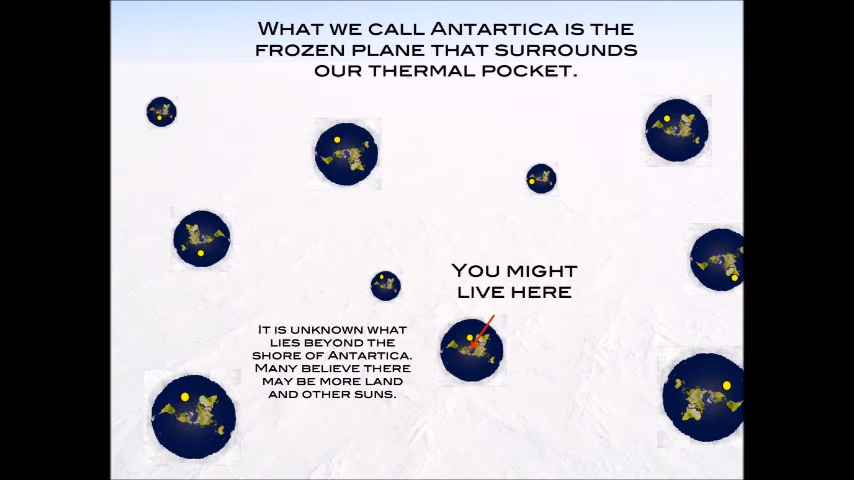 What we call Antartica is the
frozen plane that surrounds
our thermal pocket.
You might
live here
It is unknown what
lies beyond the
shore of Antartica.
Many believe there
may be more land
and other suns.